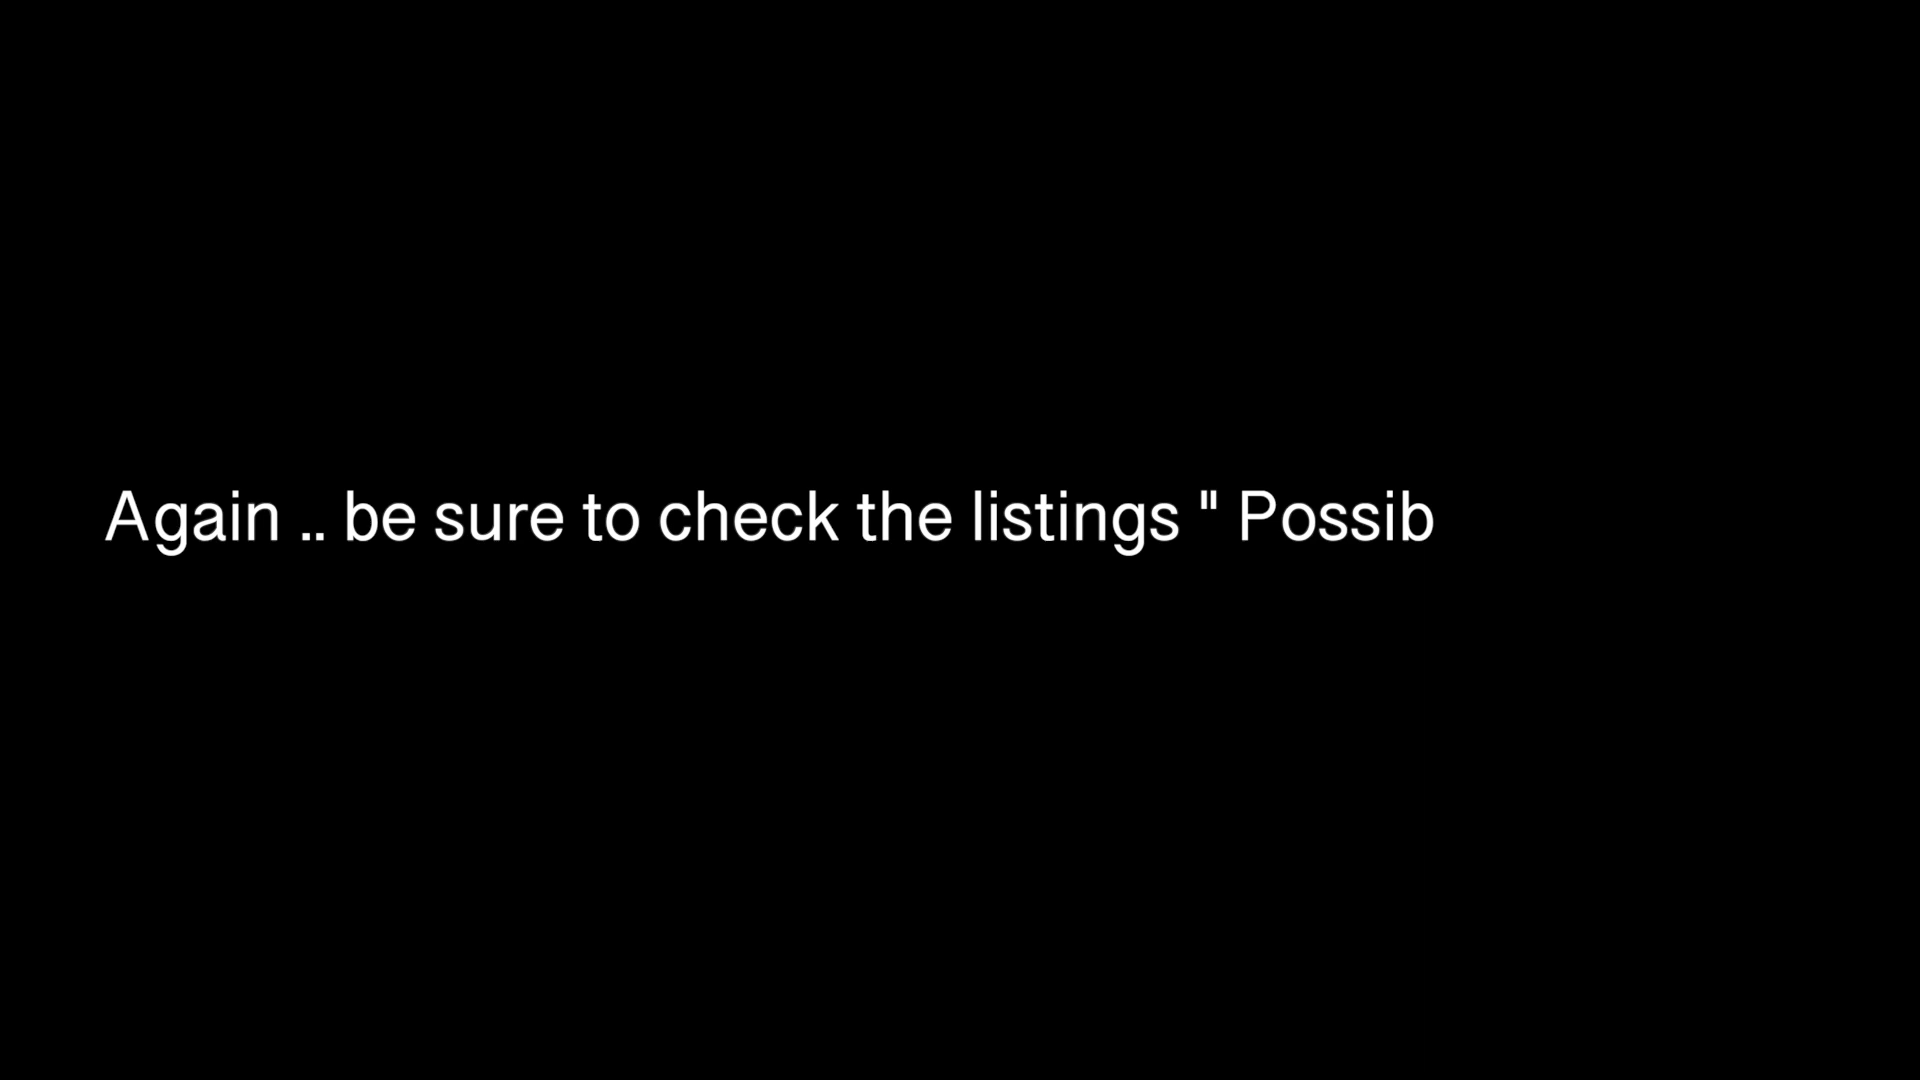 Again .. be sure to check the listings " Possib